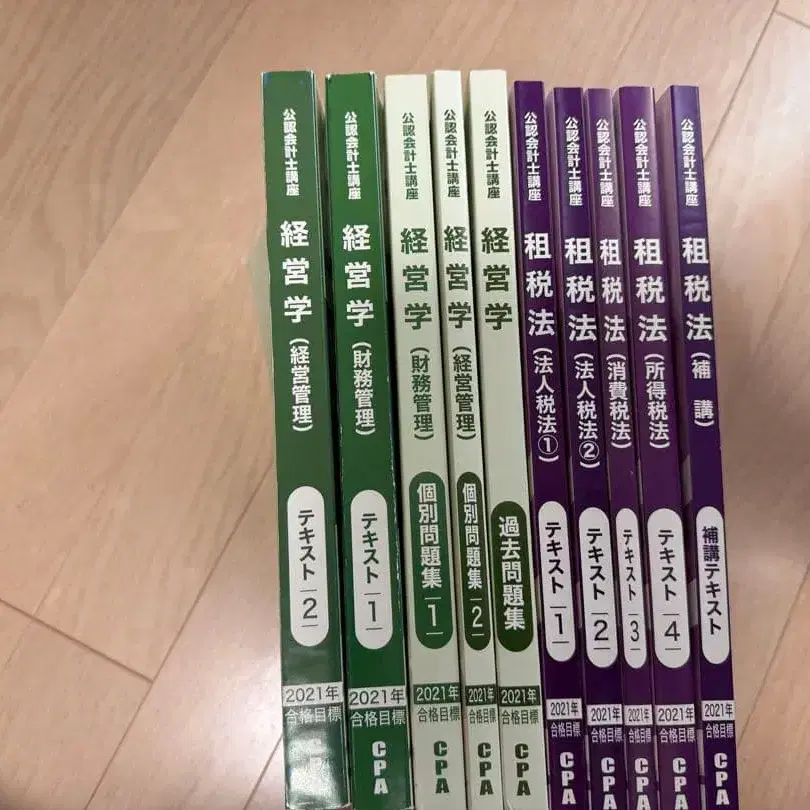 公認会計士講座
経営学
(経営管理)
テキスト 2
2021年
合格目標
CPA
公認会計士講座
経営学
(財務管理)
テキスト 1
2021年
合格目標
CPA
公認会計士講座
経営学
(財務管理)
個別問題集 1
2021年
合格目標
CPA
公認会計士講座
経営学
(経営管理)
個別問題集 2
2021年
合格目標
CPA
公認会計士講座
経営学
過去問題集
2021年
合格目標
CPA
公認会計士講座
租税法
(法人税法①)
テキスト 1
2021年
合格目標
CPA
公認会計士講座
租税法
(法人税法②)
テキスト 2
2021年
合格目標
CPA
公認会計士講座
租税法
(消費税法)
テキスト 3
2021年
合格目標
CPA
公認会計士講座
租税法
(所得税法)
テキスト 4
2021年
合格目標
CPA
公認会計士講座
租税法
(補講)
補講テキスト
2021年
合格目標
CPA